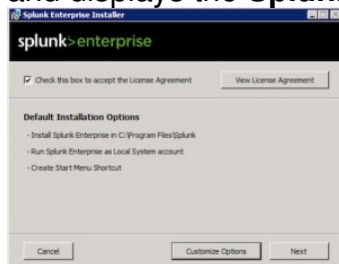 and displays the Splunk
Splunk Enterprise Installer
splunk>enterprise
Check this box to accept the License Agreement
View License Agreement
Default Installation Options
- Install Splunk Enterprise in C:\Program Files\Splunk
- Run Splunk Enterprise as Local System account
- Create Start Menu Shortcut
Cancel
Customize Options
Next